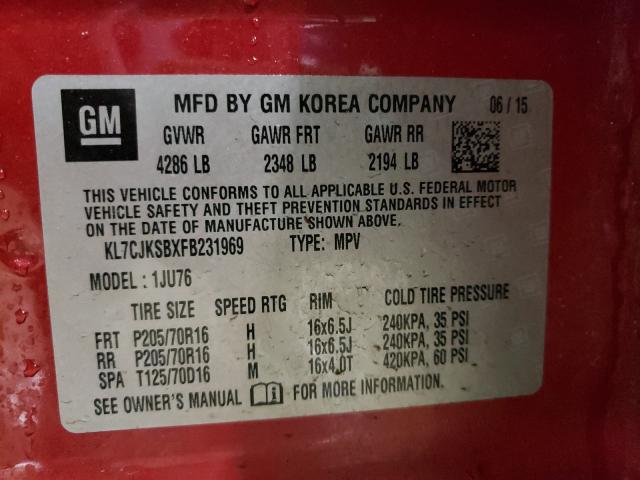 GM
MFD BY GM KOREA COMPANY 06/15
GVWR GAWR FRT GAWR RR
4286 LB 2348 LB 2194 LB
THIS VEHICLE CONFORMS TO ALL APPLICABLE U.S. FEDERAL MOTOR
VEHICLE SAFETY AND THEFT PREVENTION STANDARDS IN EFFECT
ON THE DATE OF MANUFACTURE SHOWN ABOVE.
KL7CJKSBXFB231969 TYPE: MPV
MODEL: 1JU76
TIRE SIZE SPEED RTG RIM COLD TIRE PRESSURE
FRT P205/70R16 H 16x6.5J 240KPA, 35 PSI
RR P205/70R16 H 16x6.5J 240KPA, 35 PSI
SPA T125/70D16 M 16x4.0T 420KPA, 60 PSI
SEE OWNER'S MANUAL FOR MORE INFORMATION.